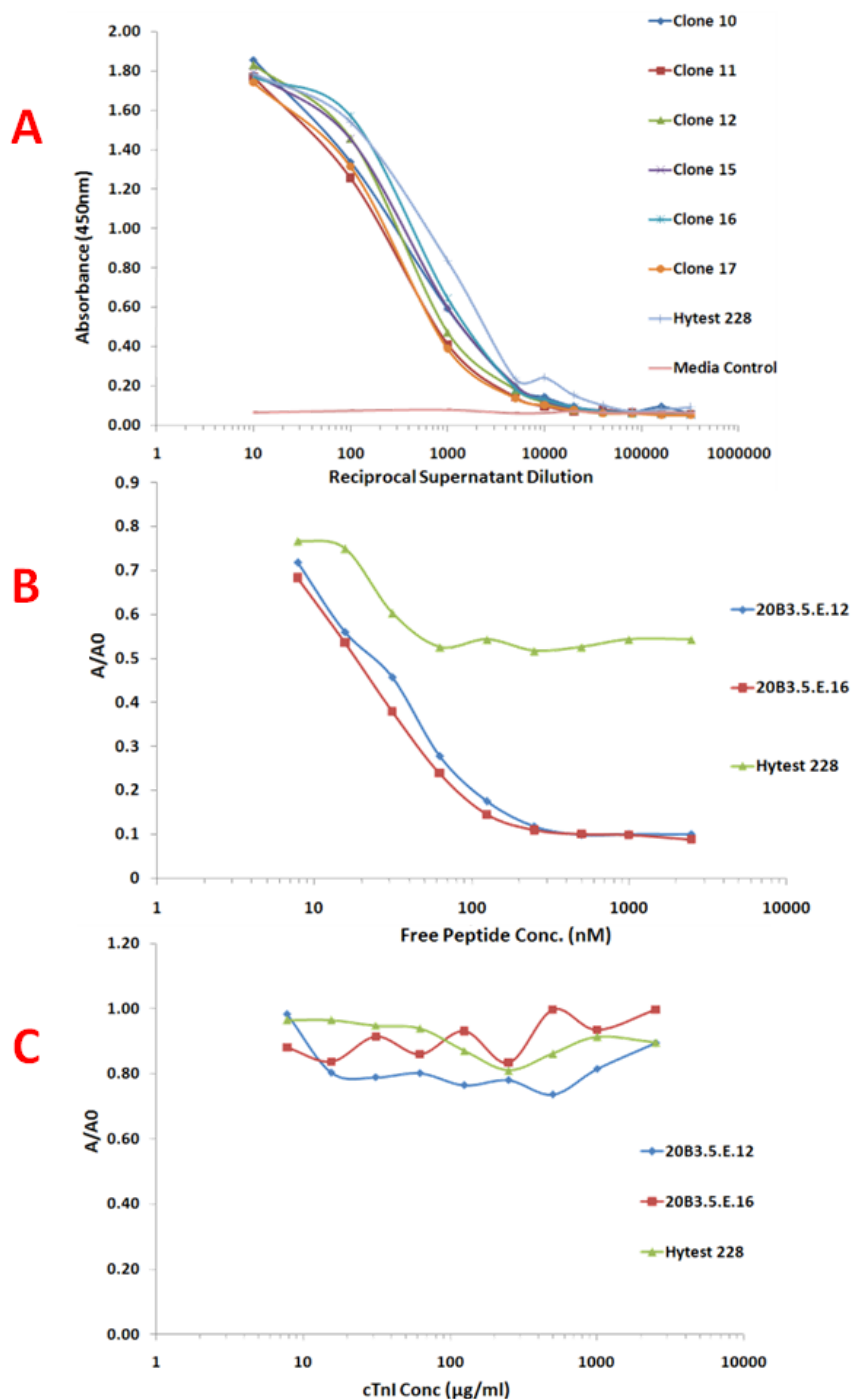 A
Absorbance (450nm)
2.00
1.80
1.60
1.40
1.20
1.00
0.80
0.60
0.40
0.20
0.00
1 10 100 1000 10000 100000 1000000
Reciprocal Supernatant Dilution
Clone 10
Clone 11
Clone 12
Clone 15
Clone 16
Clone 17
Hytest 228
Media Control
B
A/A0
0.9
0.8
0.7
0.6
0.5
0.4
0.3
0.2
0.1
0
1 10 100 1000 10000
Free Peptide Conc. (nM)
20B3.5.E.12
20B3.5.E.16
Hytest 228
C
A/A0
1.20
1.00
0.80
0.60
0.40
0.20
0.00
1 10 100 1000 10000
cTnI Conc (µg/ml)
20B3.5.E.12
20B3.5.E.16
Hytest 228